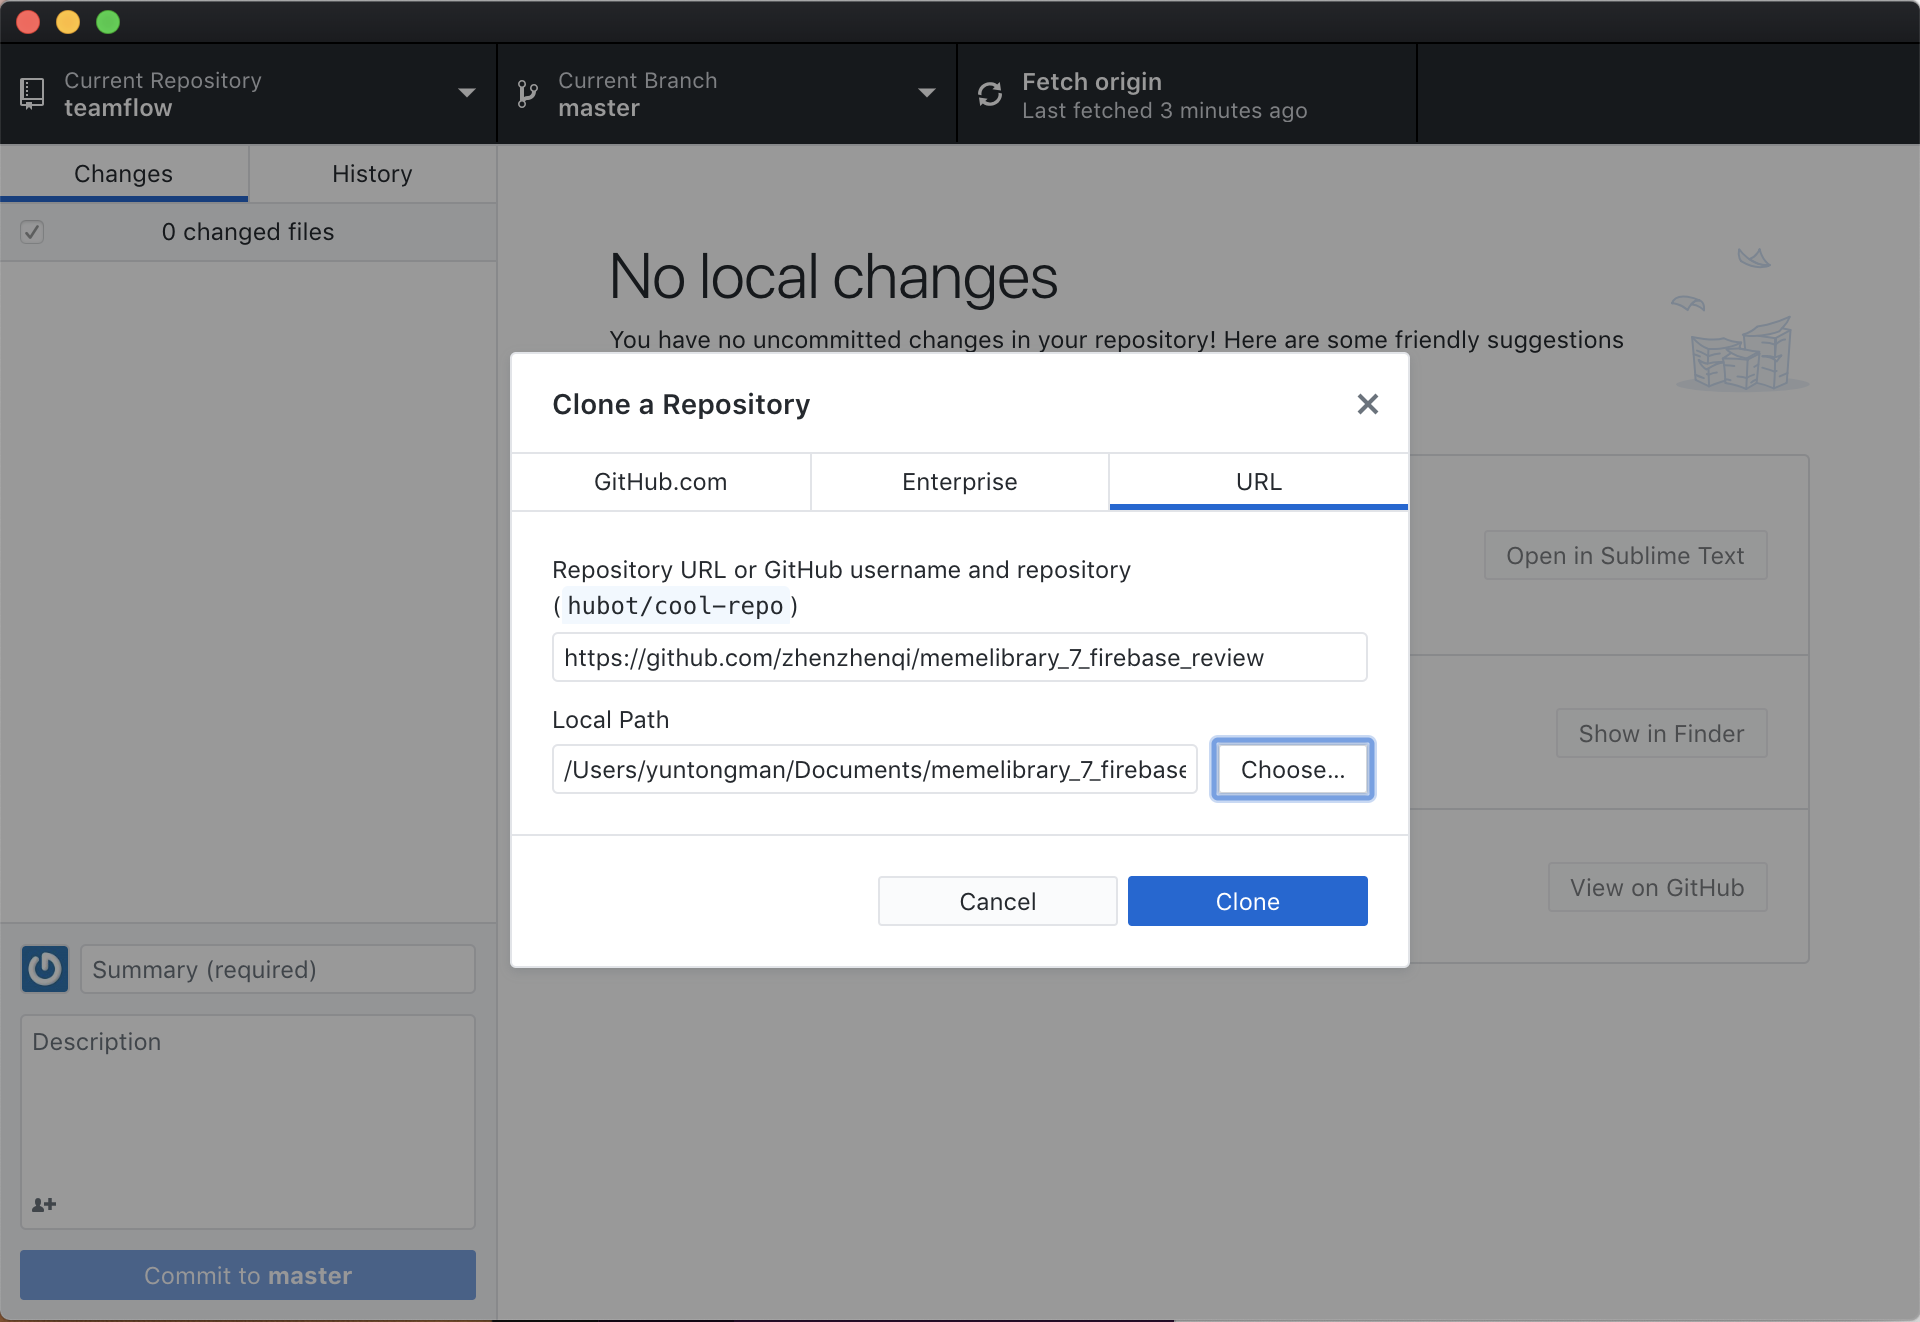 Current Repository
teamflow
Current Branch
master
Fetch origin
Last fetched 3 minutes ago
Changes
History
0 changed files
No local changes
You have no uncommitted changes in your repository! Here are some friendly suggestions
Clone a Repository
GitHub.com
Enterprise
URL
Repository URL or GitHub username and repository
(hubot/cool-repo)
https://github.com/zhenzhenqi/memelibrary_7_firebase_review
Local Path
/Users/yuntongman/Documents/memelibrary_7_firebase
Choose...
Cancel
Clone
Open in Sublime Text
Show in Finder
View on GitHub
Summary (required)
Description
Commit to master